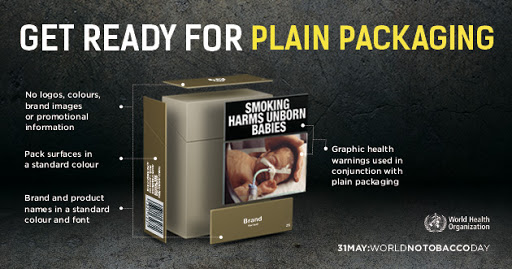 GET READY FOR PLAIN PACKAGING
No logos, colours,
brand images
or promotional
information
Pack surfaces in
a standard colour
Brand and product
names in a standard
colour and font
SMOKING
HARMS UNBORN
BABIES
Brand
Graphic health
warnings used in
conjunction with
plain packaging
World Health
Organization
31MAY:WORLDNOTOBACCODAY